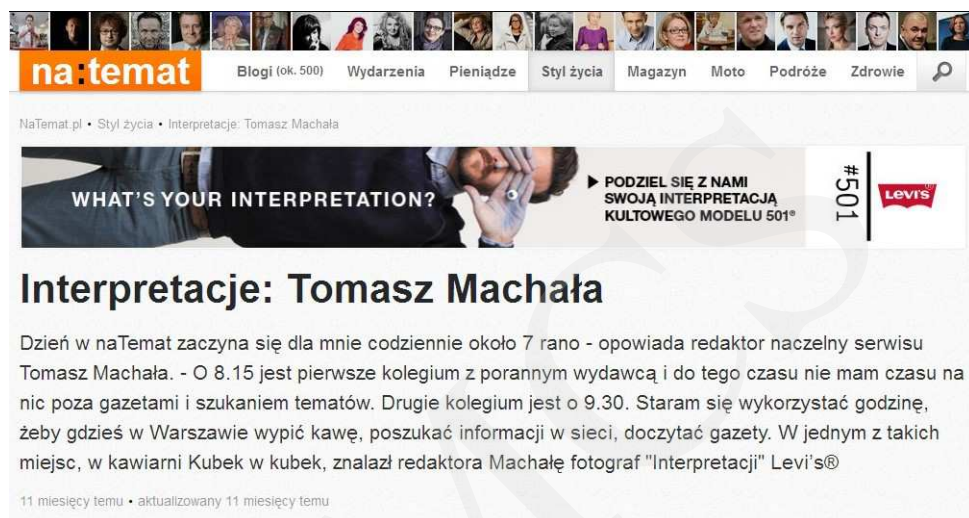 na:temat
Blogi (ok. 500) Wydarzenia Pieniądze Styl życia Magazyn Moto Podróże Zdrowie
NaTemat.pl • Styl życia • Interpretacje: Tomasz Machała
WHAT'S YOUR INTERPRETATION?
PODZIEL SIĘ Z NAMI
SWOJĄ INTERPRETACJĄ
KULTOWEGO MODELU 501®
#501
LEVI'S®
Interpretacje: Tomasz Machała
Dzień w naTemat zaczyna się dla mnie codziennie około 7 rano - opowiada redaktor naczelny serwisu
Tomasz Machała. - O 8.15 jest pierwsze kolegium z porannym wydawcą i do tego czasu nie mam czasu na
nic poza gazetami i szukaniem tematów. Drugie kolegium jest o 9.30. Staram się wykorzystać godzinę,
żeby gdzieś w Warszawie wypić kawę, poszukać informacji w sieci, doczytać gazety. W jednym z takich
miejsc, w kawiarni Kubek w kubek, znalazł redaktora Machałę fotograf "Interpretacji" Levi's®
11 miesięcy temu • aktualizowany 11 miesięcy temu